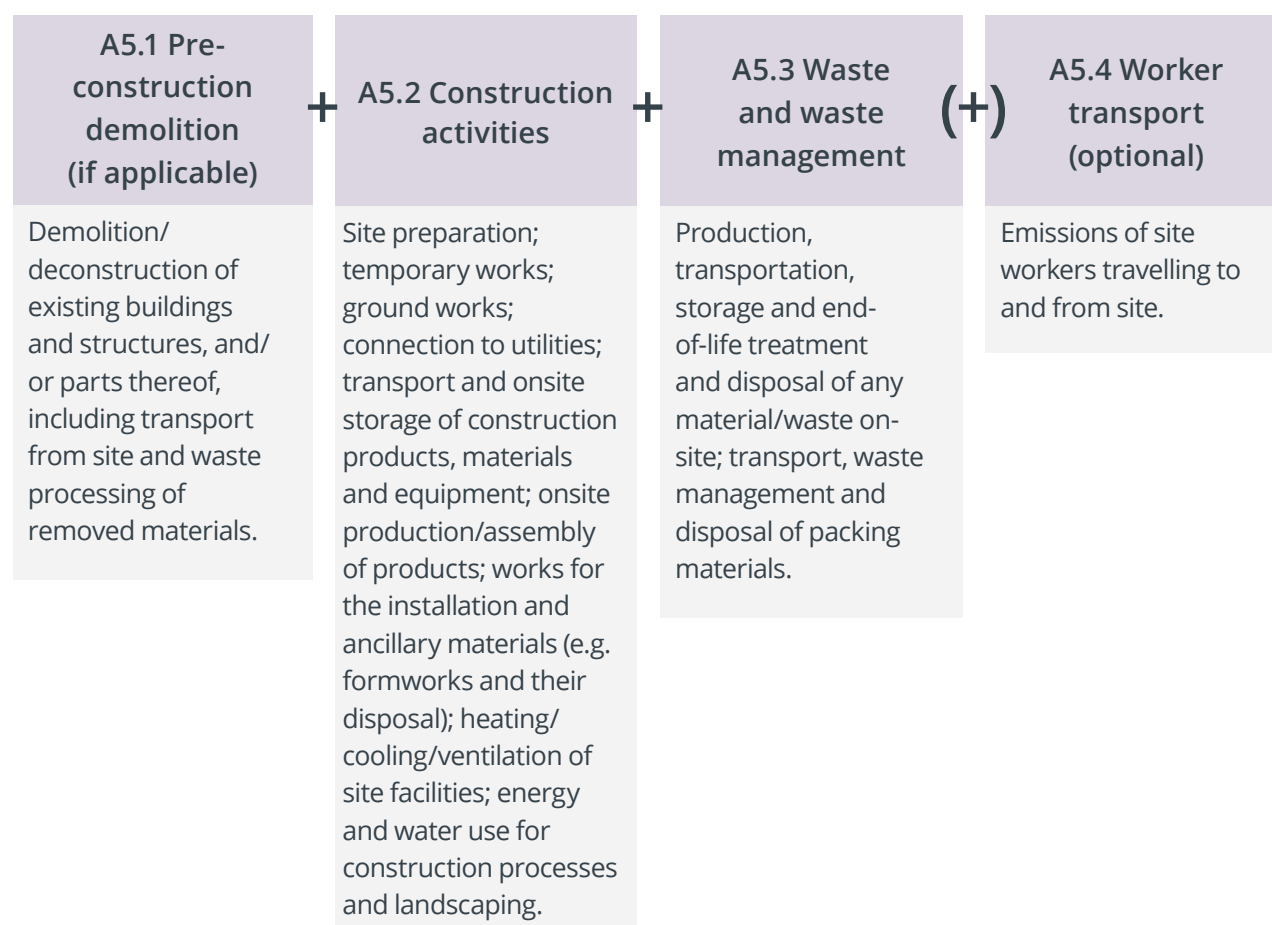 A5.1 Pre-
construction
demolition
(if applicable)
+
A5.2 Construction
activities
+
A5.3 Waste
and waste
management
(+)
A5.4 Worker
transport
(optional)
Demolition/
deconstruction of
existing buildings
and structures, and/
or parts thereof,
including transport
from site and waste
processing of
removed materials.
Site preparation;
temporary works;
ground works;
connection to utilities;
transport and onsite
storage of construction
products, materials
and equipment; onsite
production/assembly
of products; works for
the installation and
ancillary materials (e.g.
formworks and their
disposal); heating/
cooling/ventilation of
site facilities; energy
and water use for
construction processes
and landscaping.
Production,
transportation,
storage and end-
of-life treatment
and disposal of any
material/waste on-
site; transport, waste
management and
disposal of packing
materials.
Emissions of site
workers travelling to
and from site.